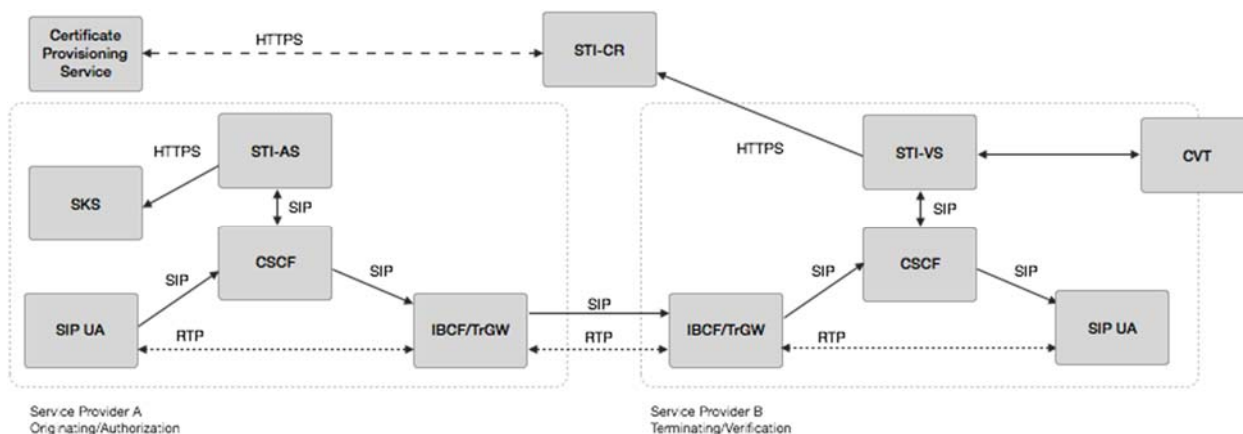 Certificate
Provisioning
Service
HTTPS
STI-CR
HTTPS
STI-AS
HTTPS
STI-VS
CVT
SKS
SIP
SIP
CSCF
CSCF
SIP
SIP
SIP
SIP
SIP
SIP UA
RTP
IBCF/TrGW
RTP
IBCF/TrGW
RTP
SIP UA
Service Provider A
Originating/Authorization
Service Provider B
Terminating/Verification